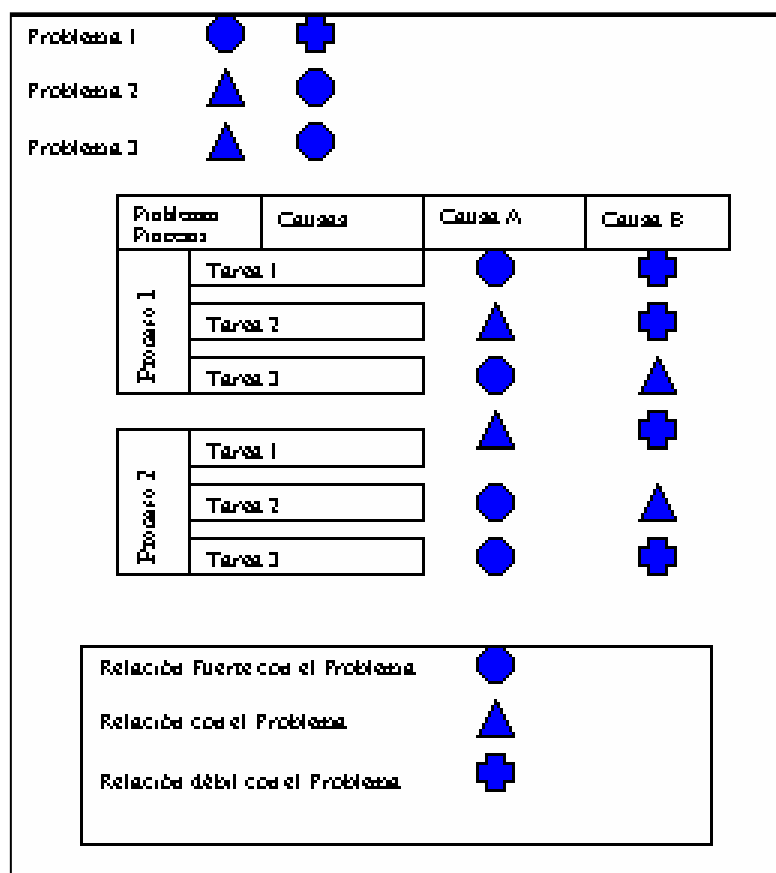 Problema 1
Problema 2
Problema 3
Problemas
Procesos
Causas
Causa A
Causa B
Proceso 1
Tarea 1
Tarea 2
Tarea 3
Proceso 2
Tarea 1
Tarea 2
Tarea 3
Relación Fuerte con el Problema
Relación con el Problema
Relación débil con el Problema